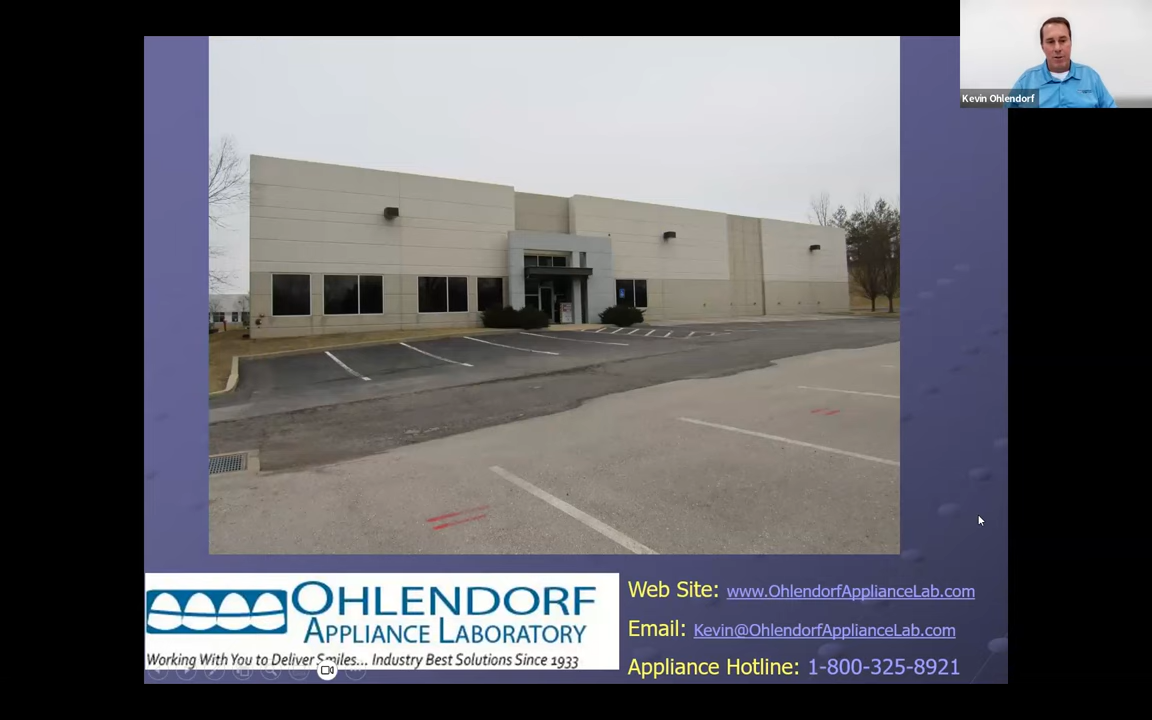 Kevin Ohlendorf
OHLENDORF
APPLIANCE LABORATORY
Working With You to Deliver Smiles... Industry Best Solutions Since 1933
Web Site: www.OhlendorfApplianceLab.com
Email: Kevin@OhlendorfApplianceLab.com
Appliance Hotline: 1-800-325-8921